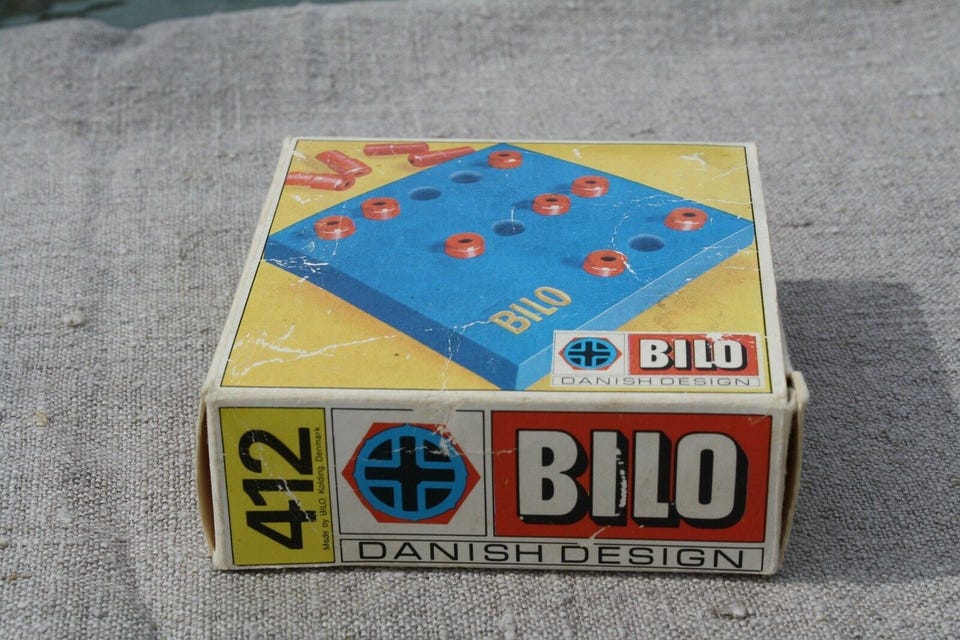 BILO
BILO
DANISH DESIGN
412
Made by BILO, Kolding, Denmark
BILO
DANISH DESIGN